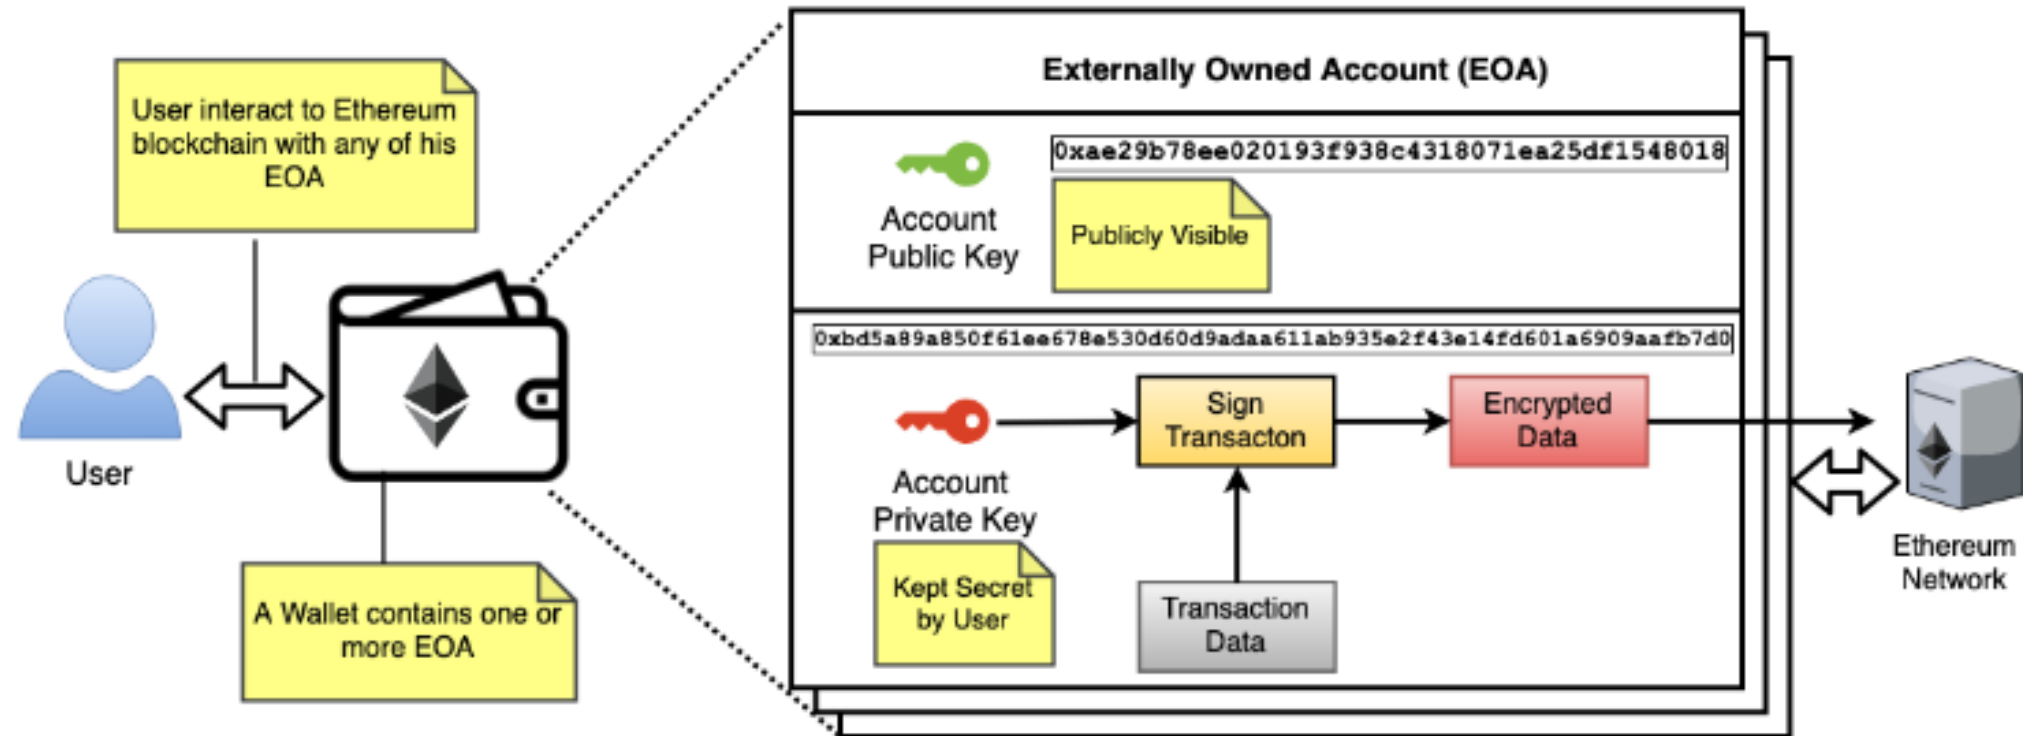 Externally Owned Account (EOA)
User interact to Ethereum
blockchain with any of his
EOA
0xae29b78ee020193f938c4318071ea25df1548018
Account
Public Key
Publicly Visible
0xbd5a89a850f61ee678e530d60d9adaa611ab935e2f43e14fd601a6909aafb7d0
Sign
Transacton
Encrypted
Data
User
Account
Private Key
Kept Secret
by User
Transaction
Data
A Wallet contains one or
more EOA
Ethereum
Network